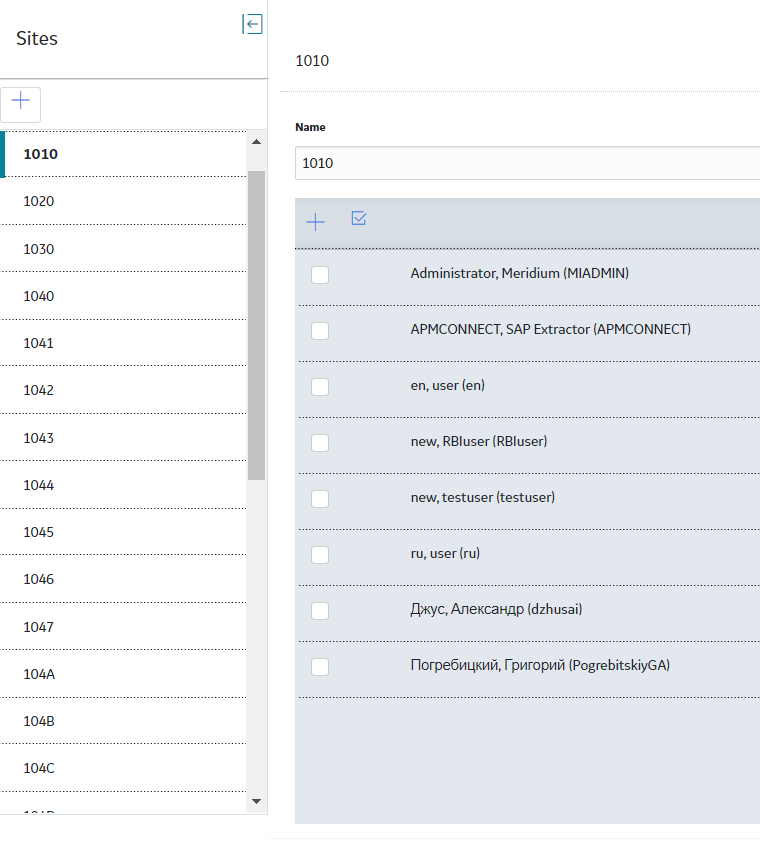 Sites
1010
1020
1030
1040
1041
1042
1043
1044
1045
1046
1047
104A
104B
104C
1010
Name
1010
Administrator, Meridium (MIADMIN)
APMCONNECT, SAP Extractor (APMCONNECT)
en, user (en)
new, RBIuser (RBIuser)
new, testuser (testuser)
ru, user (ru)
Джус, Александр (dzhusai)
Погребицкий, Григорий (PogrebitskiyGA)